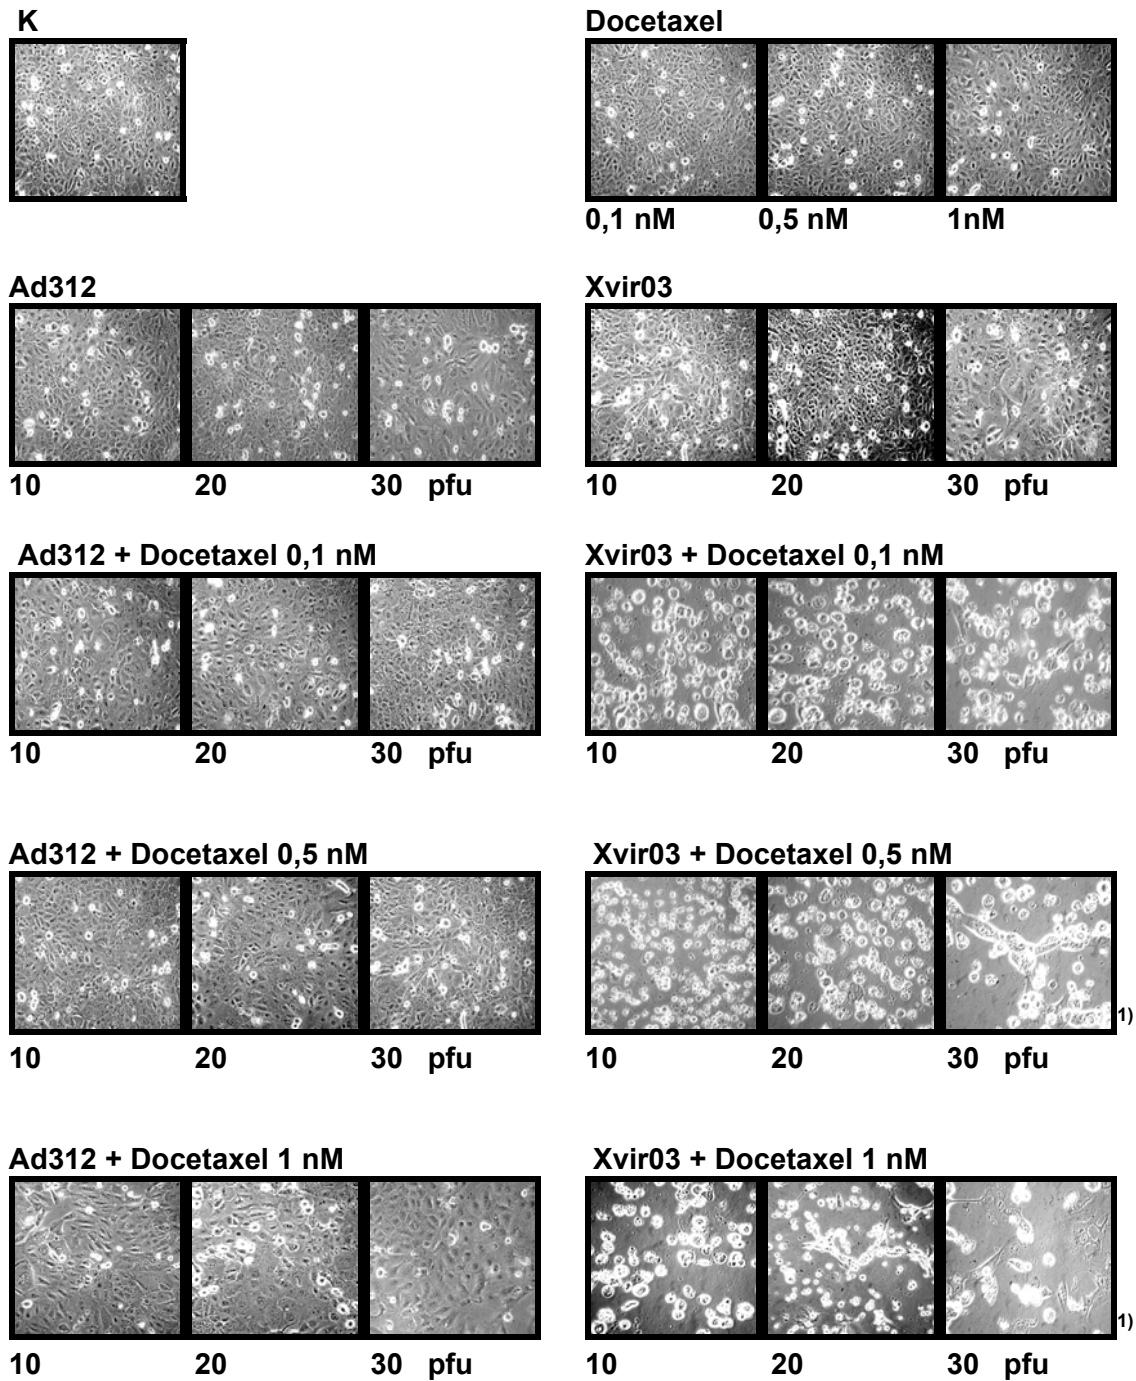 K
Docetaxel
0,1 nM 0,5 nM 1nM
Ad312
10 20 30 pfu
Xvir03
10 20 30 pfu
Ad312 + Docetaxel 0,1 nM
10 20 30 pfu
Xvir03 + Docetaxel 0,1 nM
10 20 30 pfu
Ad312 + Docetaxel 0,5 nM
10 20 30 pfu
Xvir03 + Docetaxel 0,5 nM
1)
10 20 30 pfu
Ad312 + Docetaxel 1 nM
10 20 30 pfu
Xvir03 + Docetaxel 1 nM
1)
10 20 30 pfu